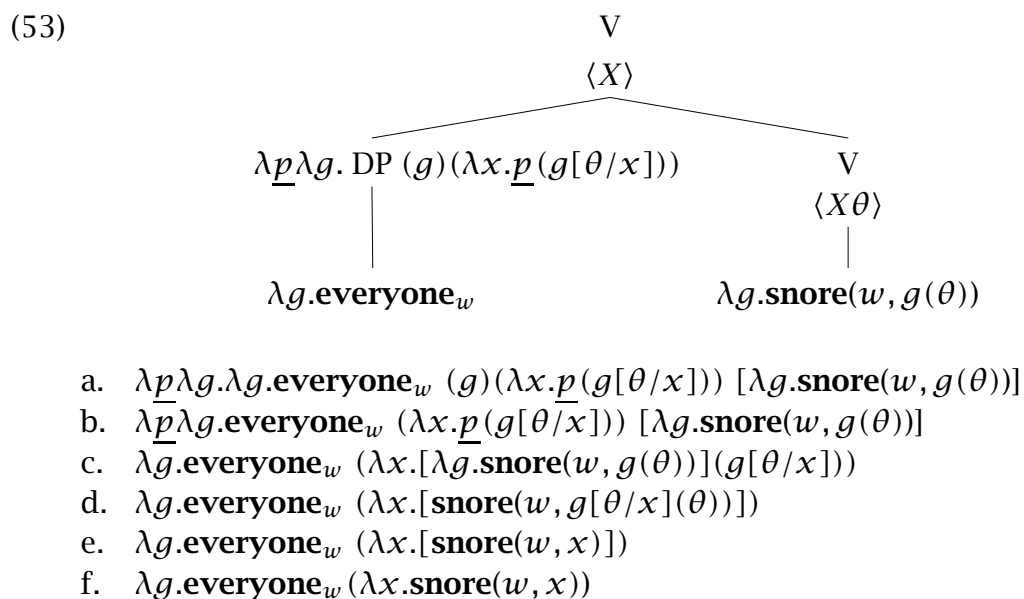 (53)
V
⟨X⟩
λp̲λg. DP (g)(λx.p̲(g[θ/x])) V
⟨Xθ⟩
λg.everyone_w λg.snore(w, g(θ))
a. λp̲λg.λg.everyone_w (g)(λx.p̲(g[θ/x])) [λg.snore(w, g(θ))]
b. λp̲λg.everyone_w (λx.p̲(g[θ/x])) [λg.snore(w, g(θ))]
c. λg.everyone_w (λx.[λg.snore(w, g(θ))](g[θ/x]))
d. λg.everyone_w (λx.[snore(w, g[θ/x](θ))])
e. λg.everyone_w (λx.[snore(w, x)])
f. λg.everyone_w(λx.snore(w, x))